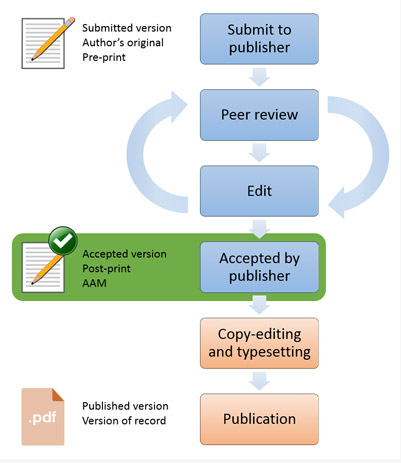 Submitted version
Author's original
Pre-print
Submit to
publisher
Peer review
Edit
Accepted version
Post-print
AAM
Accepted by
publisher
Copy-editing
and typesetting
.pdf
Published version
Version of record
Publication